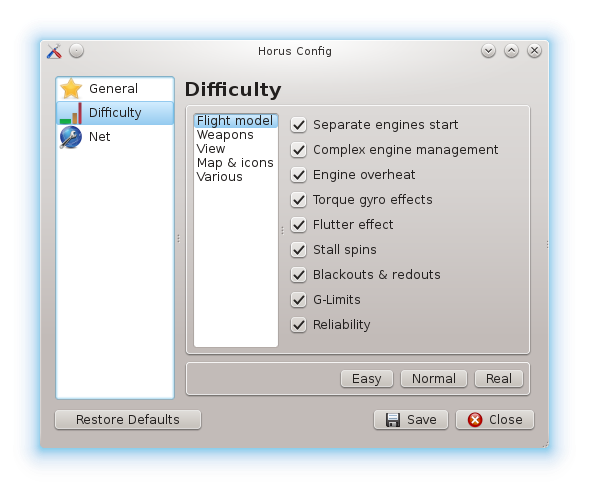 Horus Config
General
Difficulty
Net
Difficulty
Flight model
Weapons
View
Map & icons
Various
Separate engines start
Complex engine management
Engine overheat
Torque gyro effects
Flutter effect
Stall spins
Blackouts & redouts
G-Limits
Reliability
Easy
Normal
Real
Restore Defaults
Save
Close